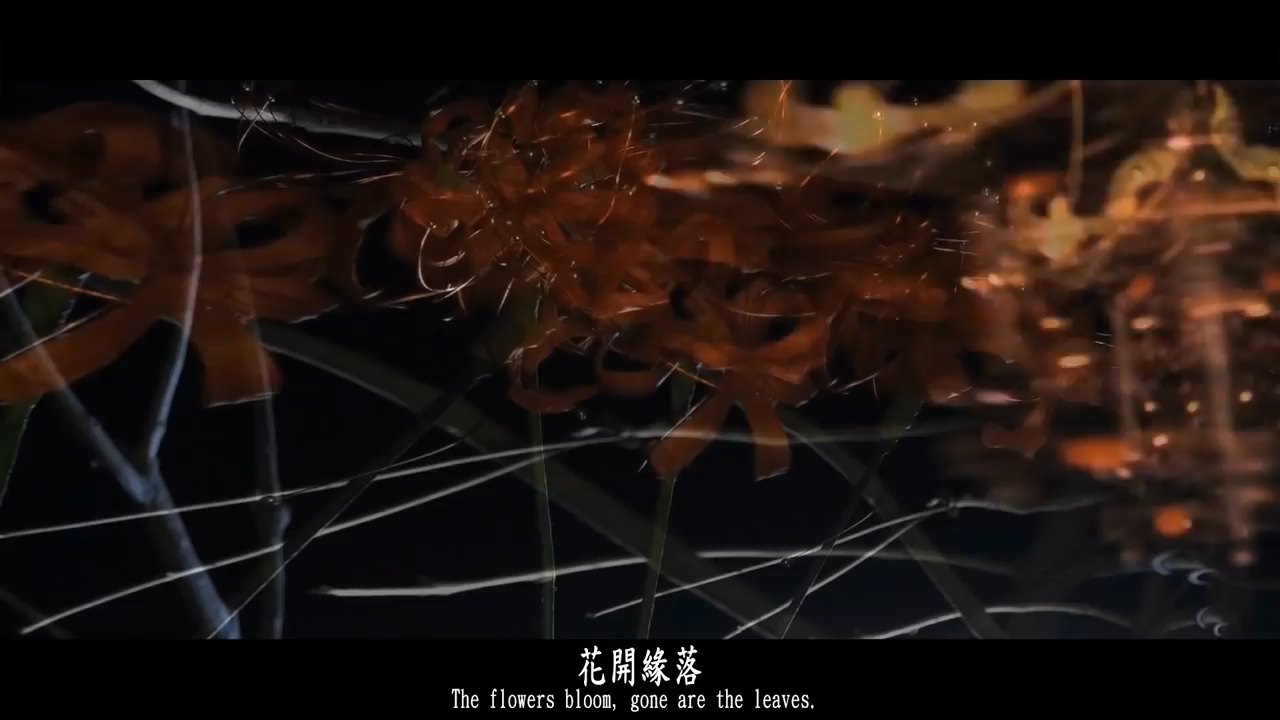 花開緣落
The flowers bloom, gone are the leaves.